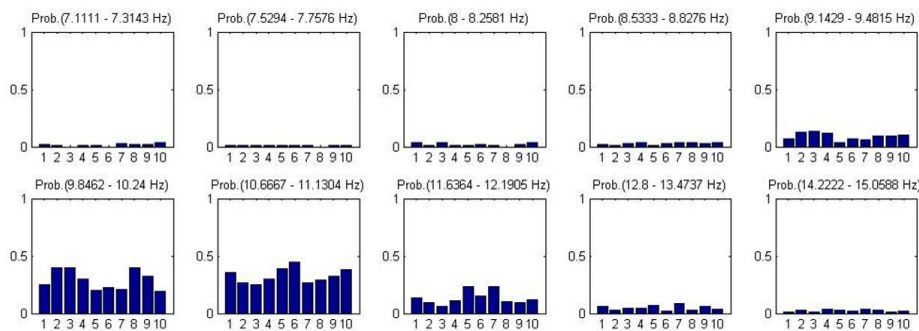 Prob.(7.1111 - 7.3143 Hz) Prob.(7.5294 - 7.7576 Hz) Prob.(8 - 8.2581 Hz) Prob.(8.5333 - 8.8276 Hz) Prob.(9.1429 - 9.4815 Hz)
1 1 1 1 1
0.5 0.5 0.5 0.5 0.5
0 0 0 0 0
1 2 3 4 5 6 7 8 9 10 1 2 3 4 5 6 7 8 9 10 1 2 3 4 5 6 7 8 9 10 1 2 3 4 5 6 7 8 9 10 1 2 3 4 5 6 7 8 9 10
Prob.(9.8462 - 10.24 Hz) Prob.(10.6667 - 11.1304 Hz) Prob.(11.6364 - 12.1905 Hz) Prob.(12.8 - 13.4737 Hz) Prob.(14.2222 - 15.0588 Hz)
1 1 1 1 1
0.5 0.5 0.5 0.5 0.5
0 0 0 0 0
1 2 3 4 5 6 7 8 9 10 1 2 3 4 5 6 7 8 9 10 1 2 3 4 5 6 7 8 9 10 1 2 3 4 5 6 7 8 9 10 1 2 3 4 5 6 7 8 9 10